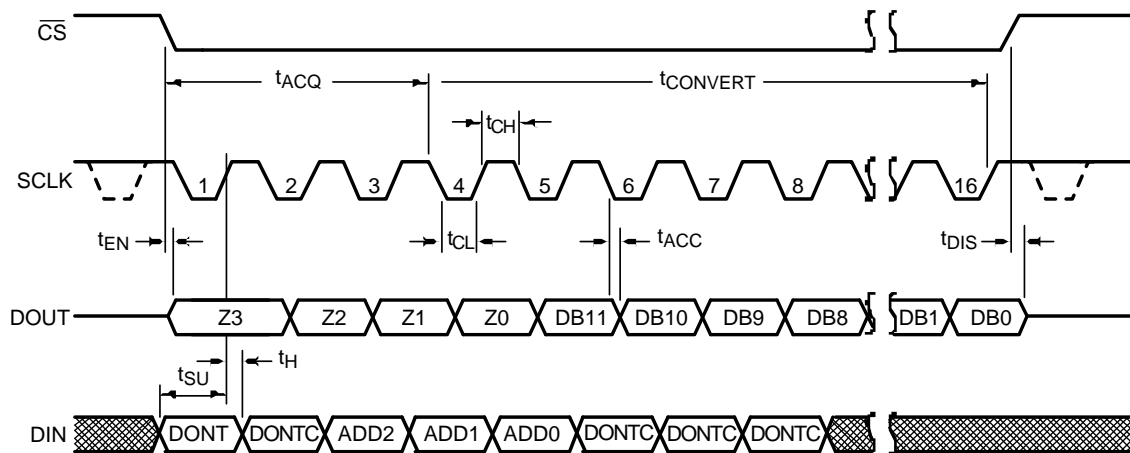 CS
tACQ tCONVERT
tCH
SCLK 1 2 3 4 5 6 7 8 16
tEN tCL tACC tDIS
DOUT Z3 Z2 Z1 Z0 DB11 DB10 DB9 DB8 DB1 DB0
tSU tH
DIN DONT DONTC ADD2 ADD1 ADD0 DONTC DONTC DONTC